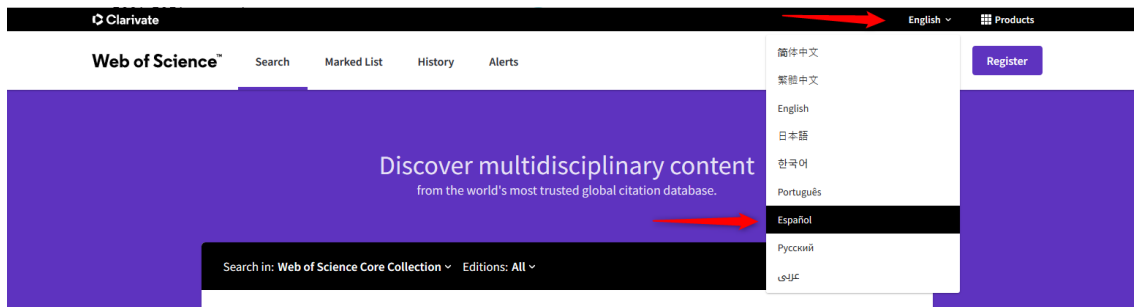 Clarivate English Products
Web of Science™ Search Marked List History Alerts Register
简体中文
繁體中文
English
日本語
한국어
Português
Español
Русский
عربى
Discover multidisciplinary content
from the world's most trusted global citation database.
Search in: Web of Science Core Collection Editions: All